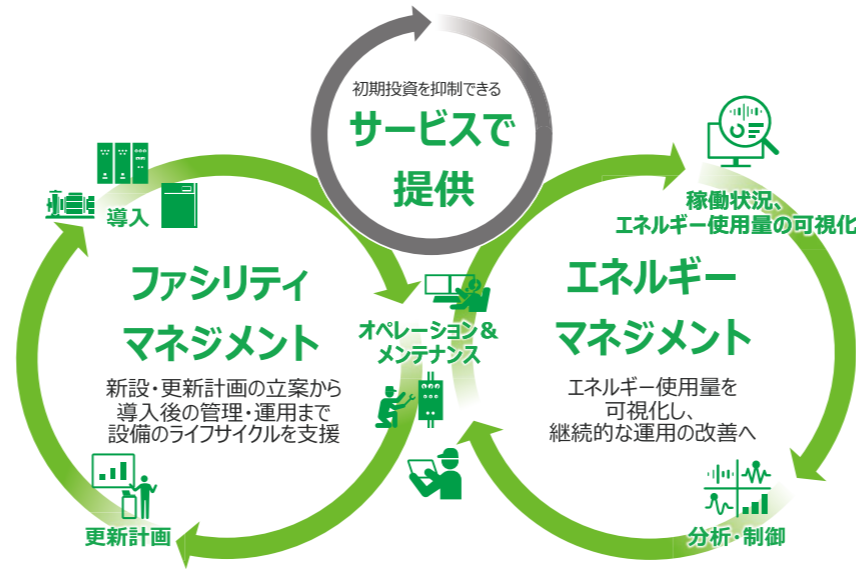 初期投資を抑制できる
サービスで
提供
導入
ファシリティ
マネジメント
新設・更新計画の立案から
導入後の管理・運用まで
設備のライフサイクルを支援
更新計画
オペレーション&
メンテナンス
稼働状況、
エネルギー使用量の可視化
エネルギー
マネジメント
エネルギー使用量を
可視化し、
継続的な運用の改善へ
分析・制御